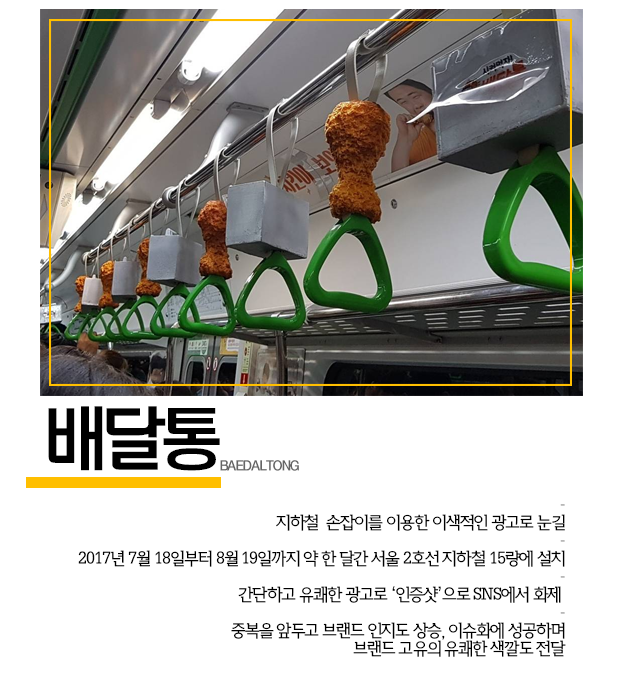 배달통
BAEDALTONG
지하철 손잡이를 이용한 이색적인 광고로 눈길
2017년 7월 18일부터 8월 19일까지 약 한 달간 서울 2호선 지하철 15량에 설치
간단하고 유쾌한 광고로 ‘인증샷’으로 SNS에서 화제
중복을 앞두고 브랜드 인지도 상승, 이슈화에 성공하며
브랜드 고유의 유쾌한 색깔도 전달